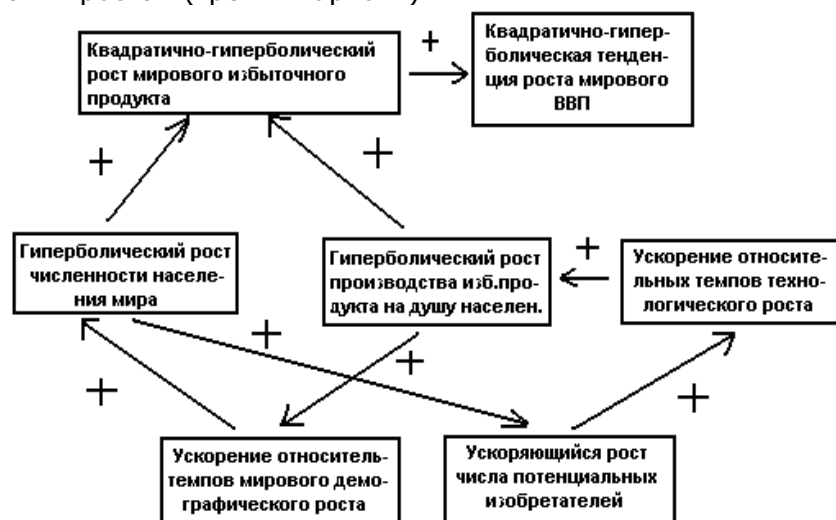 Квадратично-гиперболический
рост мирового избыточного
продукта
+
Квадратично-гипер-
болическая тенден-
ция роста мирового
ВВП
+
+
Гиперболический рост
численности населе-
ния мира
Гиперболический рост
производства изб.про-
дукта на душу населен.
+
Ускорение относите-
льных темпов техно-
логического роста
+
+
+
+
Ускорение относитель-
темпов мирового демо-
графического роста
Ускоряющийся рост
числа потенциальных
изобретателей